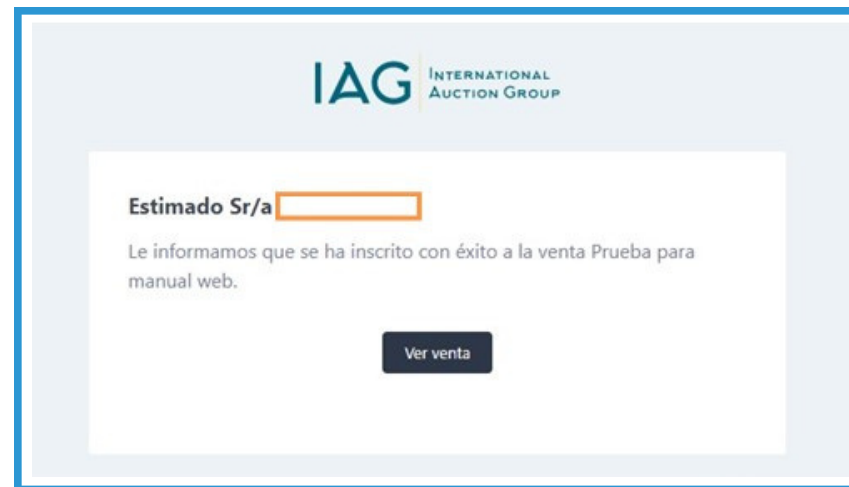 IAG INTERNATIONAL
AUCTION GROUP
Estimado Sr/a
Le informamos que se ha inscrito con éxito a la venta Prueba para
manual web.
Ver venta